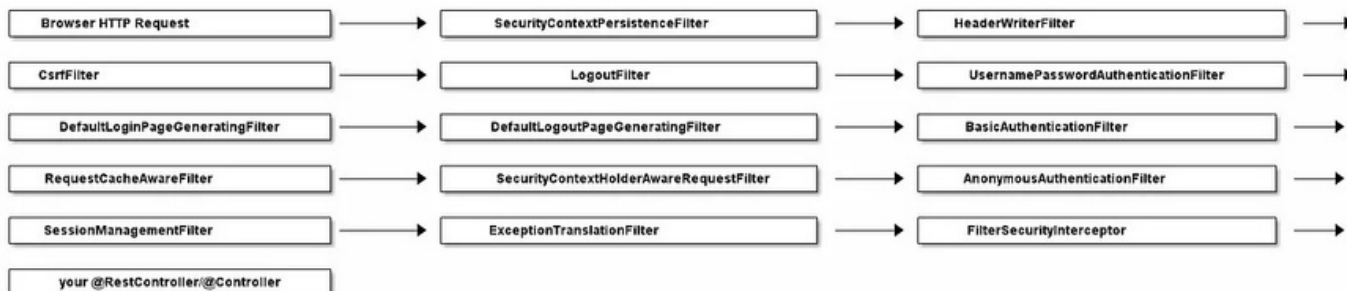 Browser HTTP Request
SecurityContextPersistenceFilter
HeaderWriterFilter
CsrfFilter
LogoutFilter
UsernamePasswordAuthenticationFilter
DefaultLoginPageGeneratingFilter
DefaultLogoutPageGeneratingFilter
BasicAuthenticationFilter
RequestCacheAwareFilter
SecurityContextHolderAwareRequestFilter
AnonymousAuthenticationFilter
SessionManagementFilter
ExceptionTranslationFilter
FilterSecurityInterceptor
your @RestController/@Controller